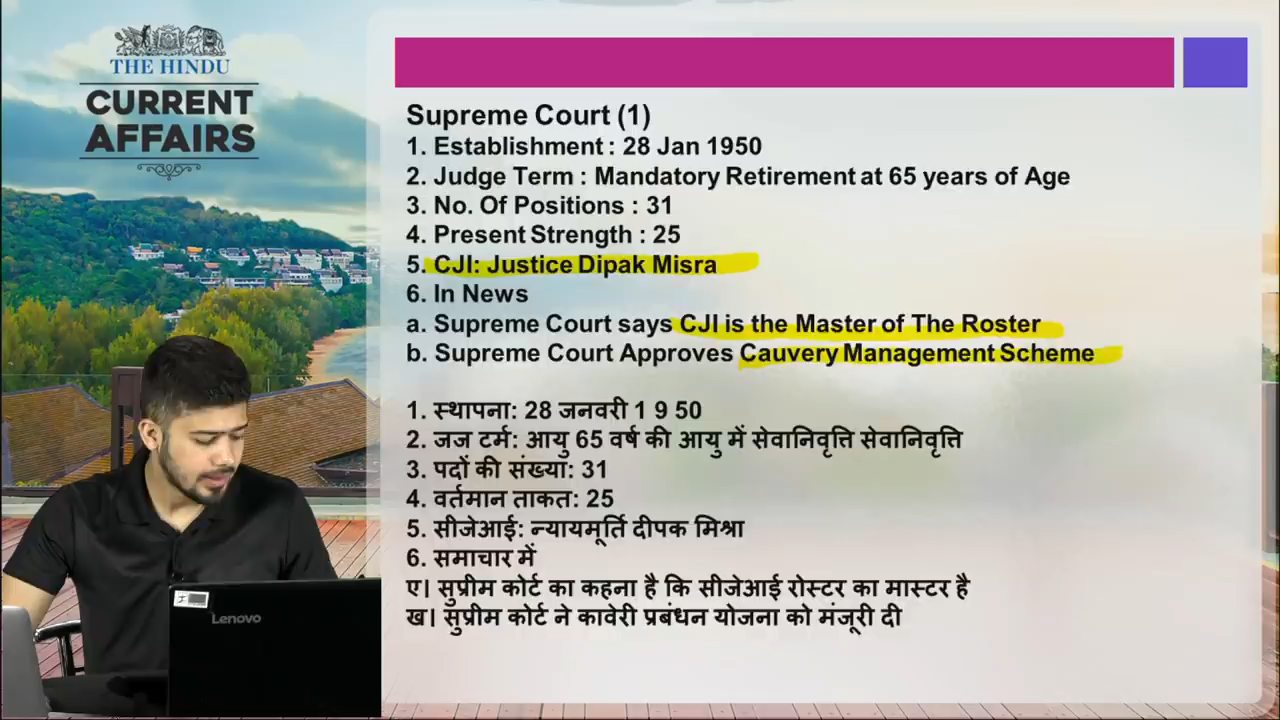 THE HINDU
CURRENT
AFFAIRS
Supreme Court (1)
1. Establishment : 28 Jan 1950
2. Judge Term : Mandatory Retirement at 65 years of Age
3. No. Of Positions : 31
4. Present Strength : 25
5. CJI: Justice Dipak Misra
6. In News
a. Supreme Court says CJI is the Master of The Roster
b. Supreme Court Approves Cauvery Management Scheme
1. स्थापना: 28 जनवरी 1 9 50
2. जज टर्म: आयु 65 वर्ष की आयु में सेवानिवृत्ति सेवानिवृत्ति
3. पदों की संख्या: 31
4. वर्तमान ताकत: 25
5. सीजेआई: न्यायमूर्ति दीपक मिश्रा
6. समाचार में
ए। सुप्रीम कोर्ट का कहना है कि सीजेआई रोस्टर का मास्टर है
ख। सुप्रीम कोर्ट ने कावेरी प्रबंधन योजना को मंजूरी दी
Lenovo